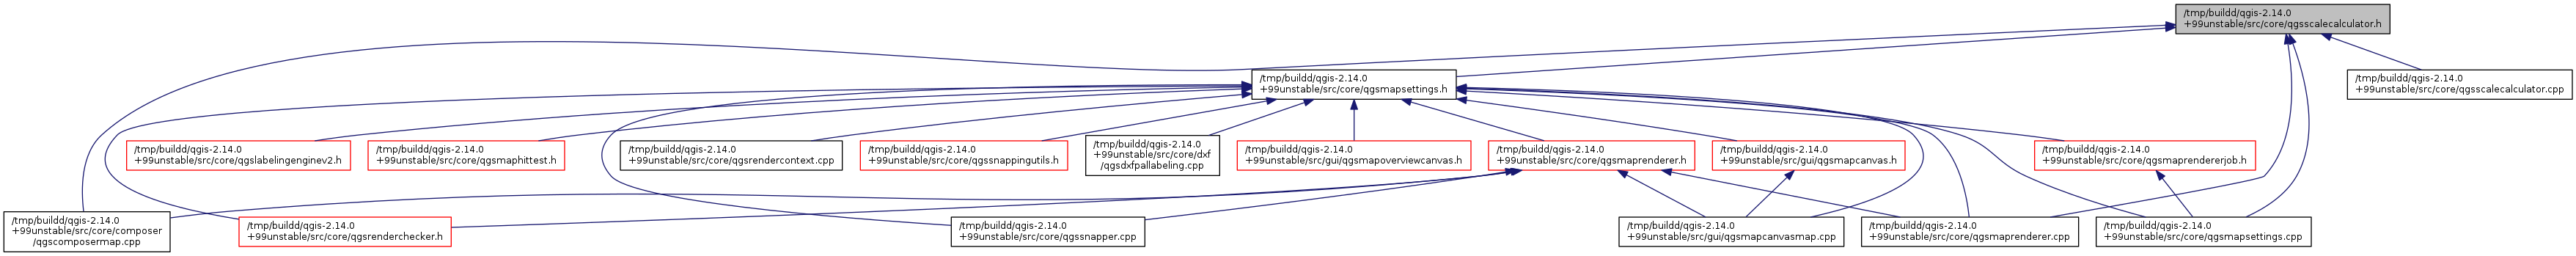 /tmp/buildd/qgis-2.14.0
+99unstable/src/core/qgsscalecalculator.h
/tmp/buildd/qgis-2.14.0
+99unstable/src/core/qgsmapsettings.h
/tmp/buildd/qgis-2.14.0
+99unstable/src/core/qgsscalecalculator.cpp
/tmp/buildd/qgis-2.14.0
+99unstable/src/core/qgslabelingenginev2.h
/tmp/buildd/qgis-2.14.0
+99unstable/src/core/qgsmaphittest.h
/tmp/buildd/qgis-2.14.0
+99unstable/src/core/qgsrendercontext.cpp
/tmp/buildd/qgis-2.14.0
+99unstable/src/core/qgssnappingutils.h
/tmp/buildd/qgis-2.14.0
+99unstable/src/core/dxf
/qgsdxfpallabeling.cpp
/tmp/buildd/qgis-2.14.0
+99unstable/src/gui/qgsmapoverviewcanvas.h
/tmp/buildd/qgis-2.14.0
+99unstable/src/core/qgsmaprenderer.h
/tmp/buildd/qgis-2.14.0
+99unstable/src/gui/qgsmapcanvas.h
/tmp/buildd/qgis-2.14.0
+99unstable/src/core/qgsmaprendererjob.h
/tmp/buildd/qgis-2.14.0
+99unstable/src/core/composer
/qgscomposermap.cpp
/tmp/buildd/qgis-2.14.0
+99unstable/src/core/qgsrenderchecker.h
/tmp/buildd/qgis-2.14.0
+99unstable/src/core/qgssnapper.cpp
/tmp/buildd/qgis-2.14.0
+99unstable/src/gui/qgsmapcanvasmap.cpp
/tmp/buildd/qgis-2.14.0
+99unstable/src/core/qgsmaprenderer.cpp
/tmp/buildd/qgis-2.14.0
+99unstable/src/core/qgsmapsettings.cpp